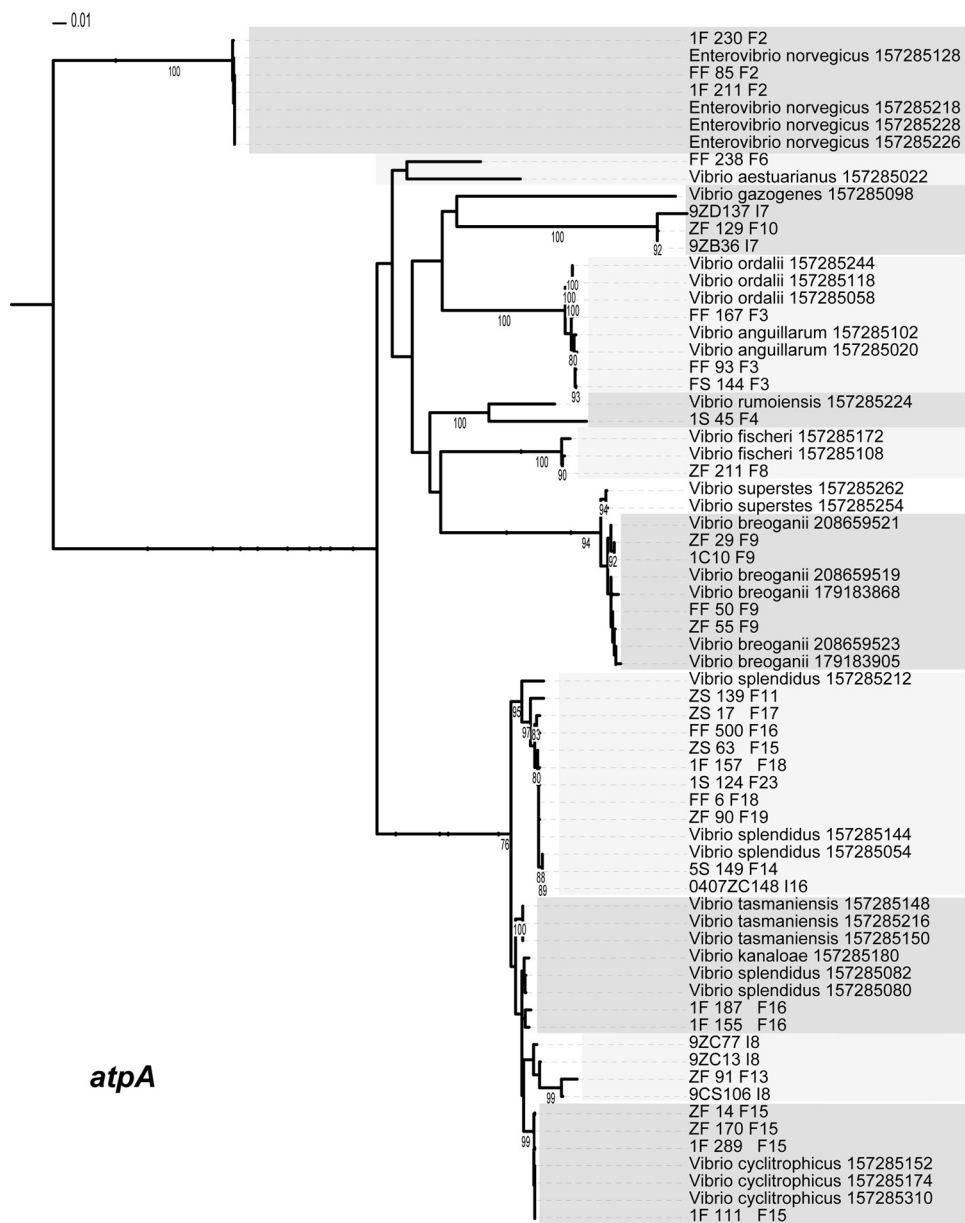 0.01
1F 230 F2
Enterovibrio norvegicus 157285128
100
FF 85 F2
1F 211 F2
Enterovibrio norvegicus 157285218
Enterovibrio norvegicus 157285228
Enterovibrio norvegicus 157285226
FF 238 F6
Vibrio aestuarianus 157285022
Vibrio gazogenes 157285098
9ZD137 I7
ZF 129 F10
100
9ZB36 I7
92
Vibrio ordalii 157285244
Vibrio ordalii 157285118
100
Vibrio ordalii 157285058
100
FF 167 F3
100
100
Vibrio anguillarum 157285102
Vibrio anguillarum 157285020
80
FF 93 F3
FS 144 F3
93
Vibrio rumoiensis 157285224
1S 45 F4
100
Vibrio fischeri 157285172
Vibrio fischeri 157285108
100
ZF 211 F8
90
Vibrio superstes 157285262
Vibrio superstes 157285254
94
Vibrio breoganii 208659521
ZF 29 F9
94
1C10 F9
92
Vibrio breoganii 208659519
Vibrio breoganii 179183868
FF 50 F9
ZF 55 F9
Vibrio breoganii 208659523
Vibrio breoganii 179183905
Vibrio splendidus 157285212
ZS 139 F11
95
ZS 17 F17
FF 500 F16
97
83
ZS 63 F15
1F 157 F18
80
1S 124 F23
FF 6 F18
ZF 90 F19
Vibrio splendidus 157285144
76
Vibrio splendidus 157285054
5S 149 F14
88
0407ZC148 I16
89
Vibrio tasmaniensis 157285148
Vibrio tasmaniensis 157285216
100
Vibrio tasmaniensis 157285150
Vibrio kanaloae 157285180
Vibrio splendidus 157285082
Vibrio splendidus 157285080
1F 187 F16
1F 155 F16
9ZC77 I8
9ZC13 I8
atpA
ZF 91 F13
9CS106 I8
99
ZF 14 F15
ZF 170 F15
99
1F 289 F15
Vibrio cyclitrophicus 157285152
Vibrio cyclitrophicus 157285174
Vibrio cyclitrophicus 157285310
1F 111 F15